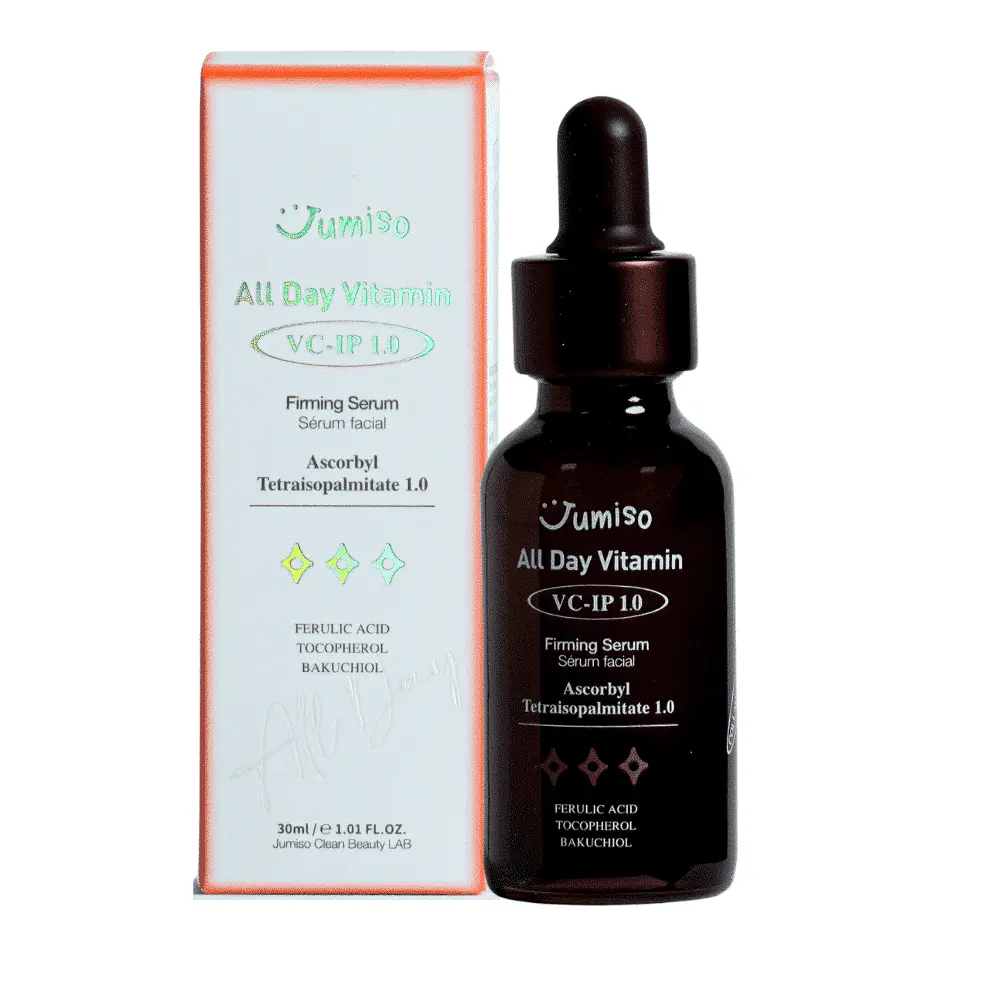 Jumiso
All Day Vitamin
VC-IP 1.0
Firming Serum
Sérum facial
Ascorbyl
Tetraisopalmitate 1.0
FERULIC ACID
TOCOPHEROL
BAKUCHIOL
All Day
30ml / ℮ 1.01 FL.OZ.
Jumiso Clean Beauty LAB
Jumiso
All Day Vitamin
VC-IP 1.0
Firming Serum
Sérum facial
Ascorbyl
Tetraisopalmitate 1.0
FERULIC ACID
TOCOPHEROL
BAKUCHIOL